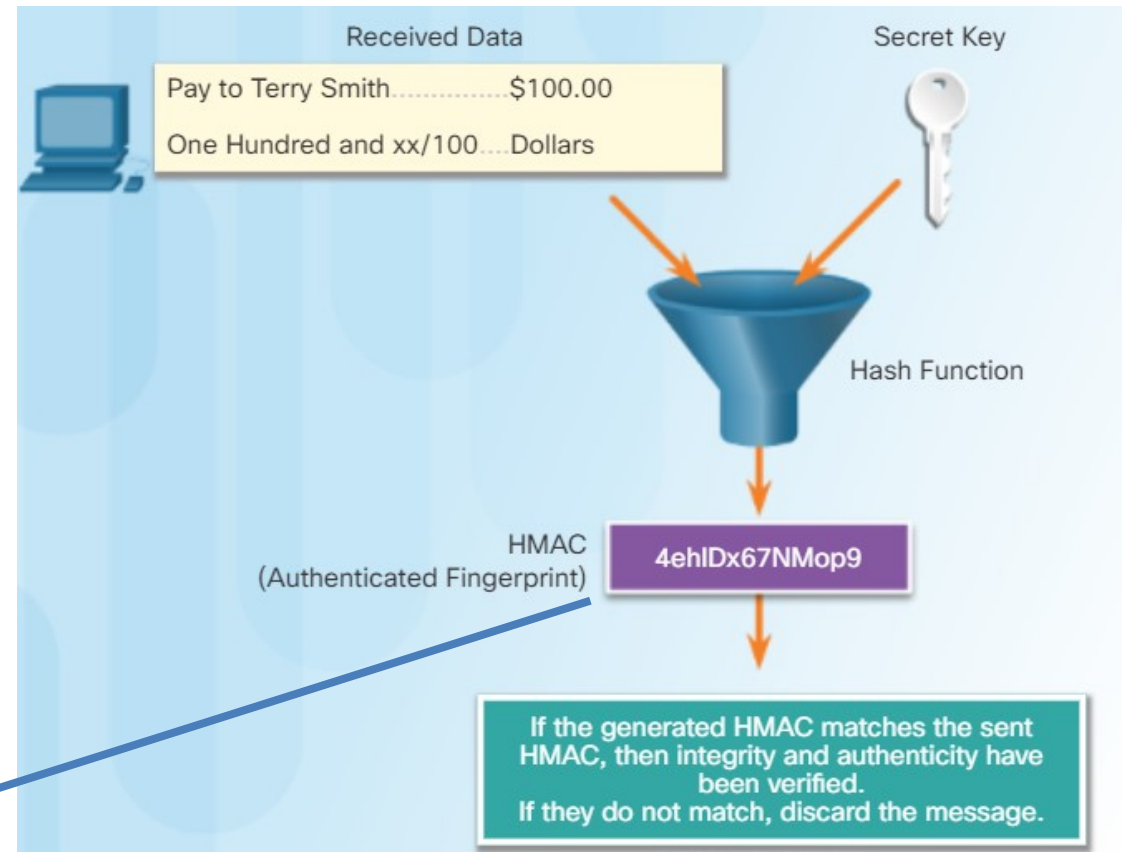 Received Data
Secret Key
Pay to Terry Smith...............$100.00
One Hundred and xx/100....Dollars
Hash Function
HMAC
(Authenticated Fingerprint)
4ehIDx67NMop9
If the generated HMAC matches the sent
HMAC, then integrity and authenticity have
been verified.
If they do not match, discard the message.